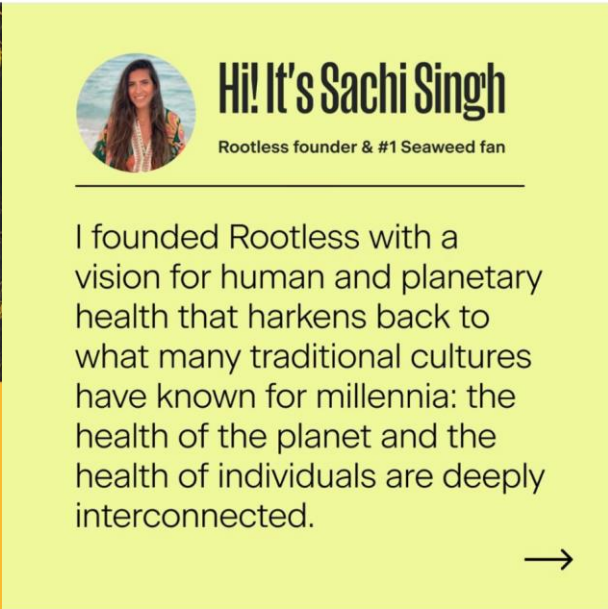 Hi! It's Sachi Singh
Rootless founder & #1 Seaweed fan
I founded Rootless with a
vision for human and planetary
health that harkens back to
what many traditional cultures
have known for millennia: the
health of the planet and the
health of individuals are deeply
interconnected.